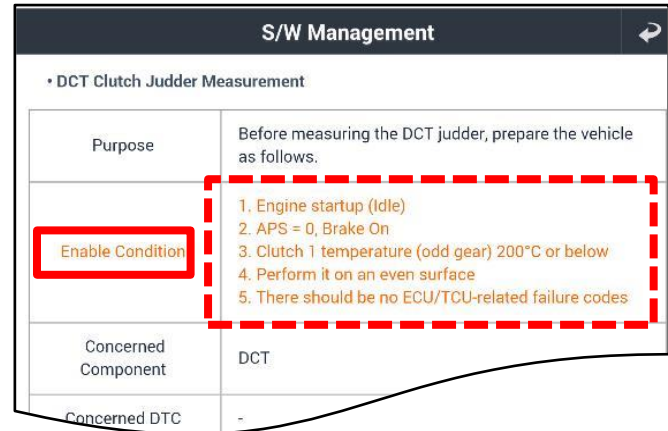 S/W Management
• DCT Clutch Judder Measurement
Purpose
Before measuring the DCT judder, prepare the vehicle
as follows.
Enable Condition
1. Engine startup (Idle)
2. APS = 0, Brake On
3. Clutch 1 temperature (odd gear) 200°C or below
4. Perform it on an even surface
5. There should be no ECU/TCU-related failure codes
Concerned
Component
DCT
Concerned DTC
-